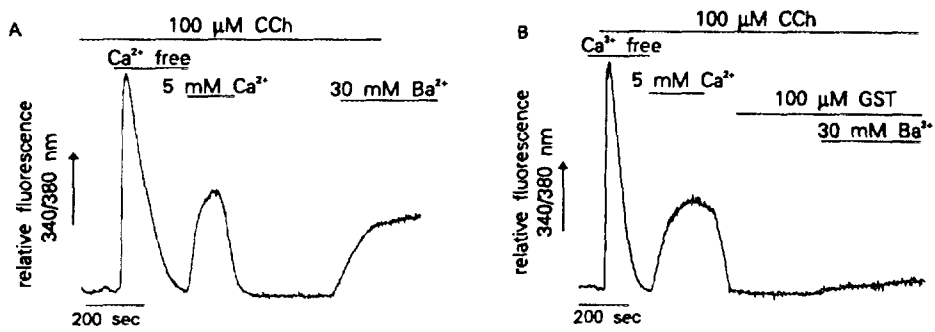 A
100 μM CCh
Ca²⁺ free
5 mM Ca²⁺
30 mM Ba²⁺
relative fluorescence
340/380 nm
200 sec
B
100 μM CCh
Ca²⁺ free
5 mM Ca²⁺
100 μM GST
30 mM Ba²⁺
relative fluorescence
340/380 nm
200 sec